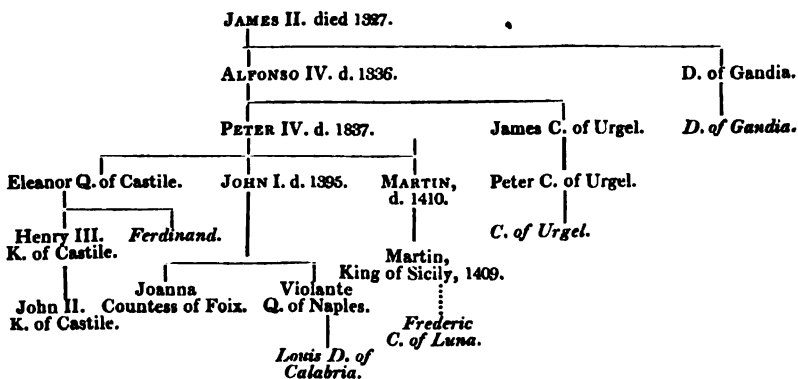 JAMES II. died 1327.
ALFONSO IV. d. 1336. D. of Gandia.
PETER IV. d. 1837. James C. of Urgel. D. of Gandia.
Eleanor Q. of Castile. JOHN I. d. 1395. MARTIN, Peter C. of Urgel.
d. 1410.
Henry III. Ferdinand. C. of Urgel.
K. of Castile. Martin,
King of Sicily, 1409.
Joanna Violante
John II. Countess of Foix. Q. of Naples.
K. of Castile. Frederic
C. of Luna.
Louis D. of
Calabria.